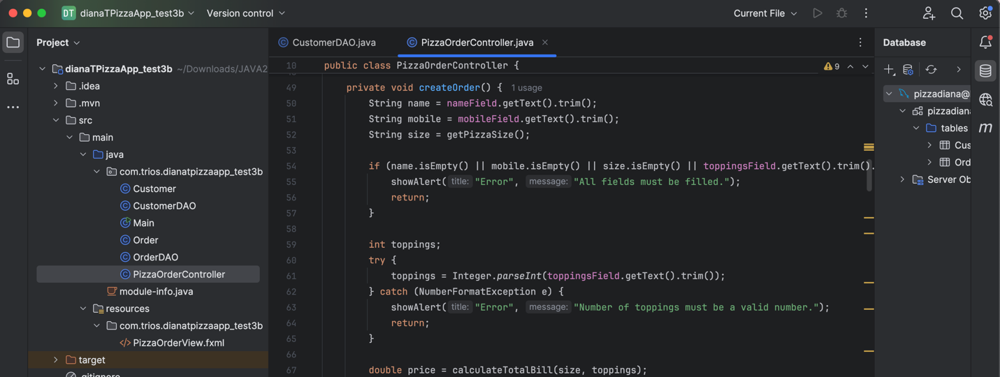 DT dianaTPizzaApp_test3b Version control Current File
Project
dianaTPizzaApp_test3b ~/Downloads/JAVA2
.idea
.mvn
src
main
java
com.trios.dianatpizzaapp_test3b
Customer
CustomerDAO
Main
Order
OrderDAO
PizzaOrderController
module-info.java
resources
com.trios.dianatpizzaapp_test3b
PizzaOrderView.fxml
target
.gitignore
CustomerDAO.java PizzaOrderController.java
10 public class PizzaOrderController { 9
49 private void createOrder() { 1 usage
50 String name = nameField.getText().trim();
51 String mobile = mobileField.getText().trim();
52 String size = getPizzaSize();
53
54 if (name.isEmpty() || mobile.isEmpty() || size.isEmpty() || toppingsField.getText().trim().
55 showAlert( title: "Error", message: "All fields must be filled.");
56 return;
57 }
58
59 int toppings;
60 try {
61 toppings = Integer.parseInt(toppingsField.getText().trim());
62 } catch (NumberFormatException e) {
63 showAlert( title: "Error", message: "Number of toppings must be a valid number.");
64 return;
65 }
66
67 double price = calculateTotalBill(size, toppings);
Database
pizzadiana@
pizzadiana
tables
Cus
Ord
Server Ob
m